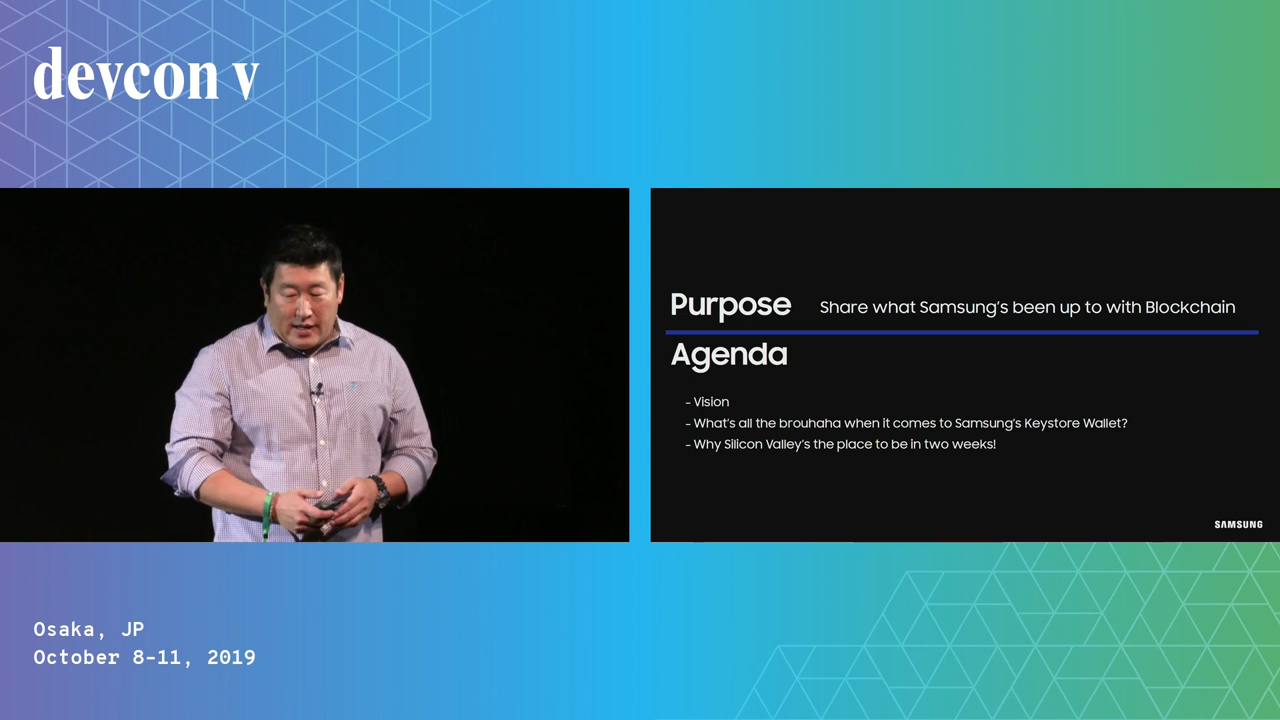 devcon v
Purpose
Share what Samsung's been up to with Blockchain
Agenda
- Vision
- What's all the brouhaha when it comes to Samsung's Keystore Wallet?
- Why Silicon Valley's the place to be in two weeks!
SAMSUNG
Osaka, JP
October 8-11, 2019